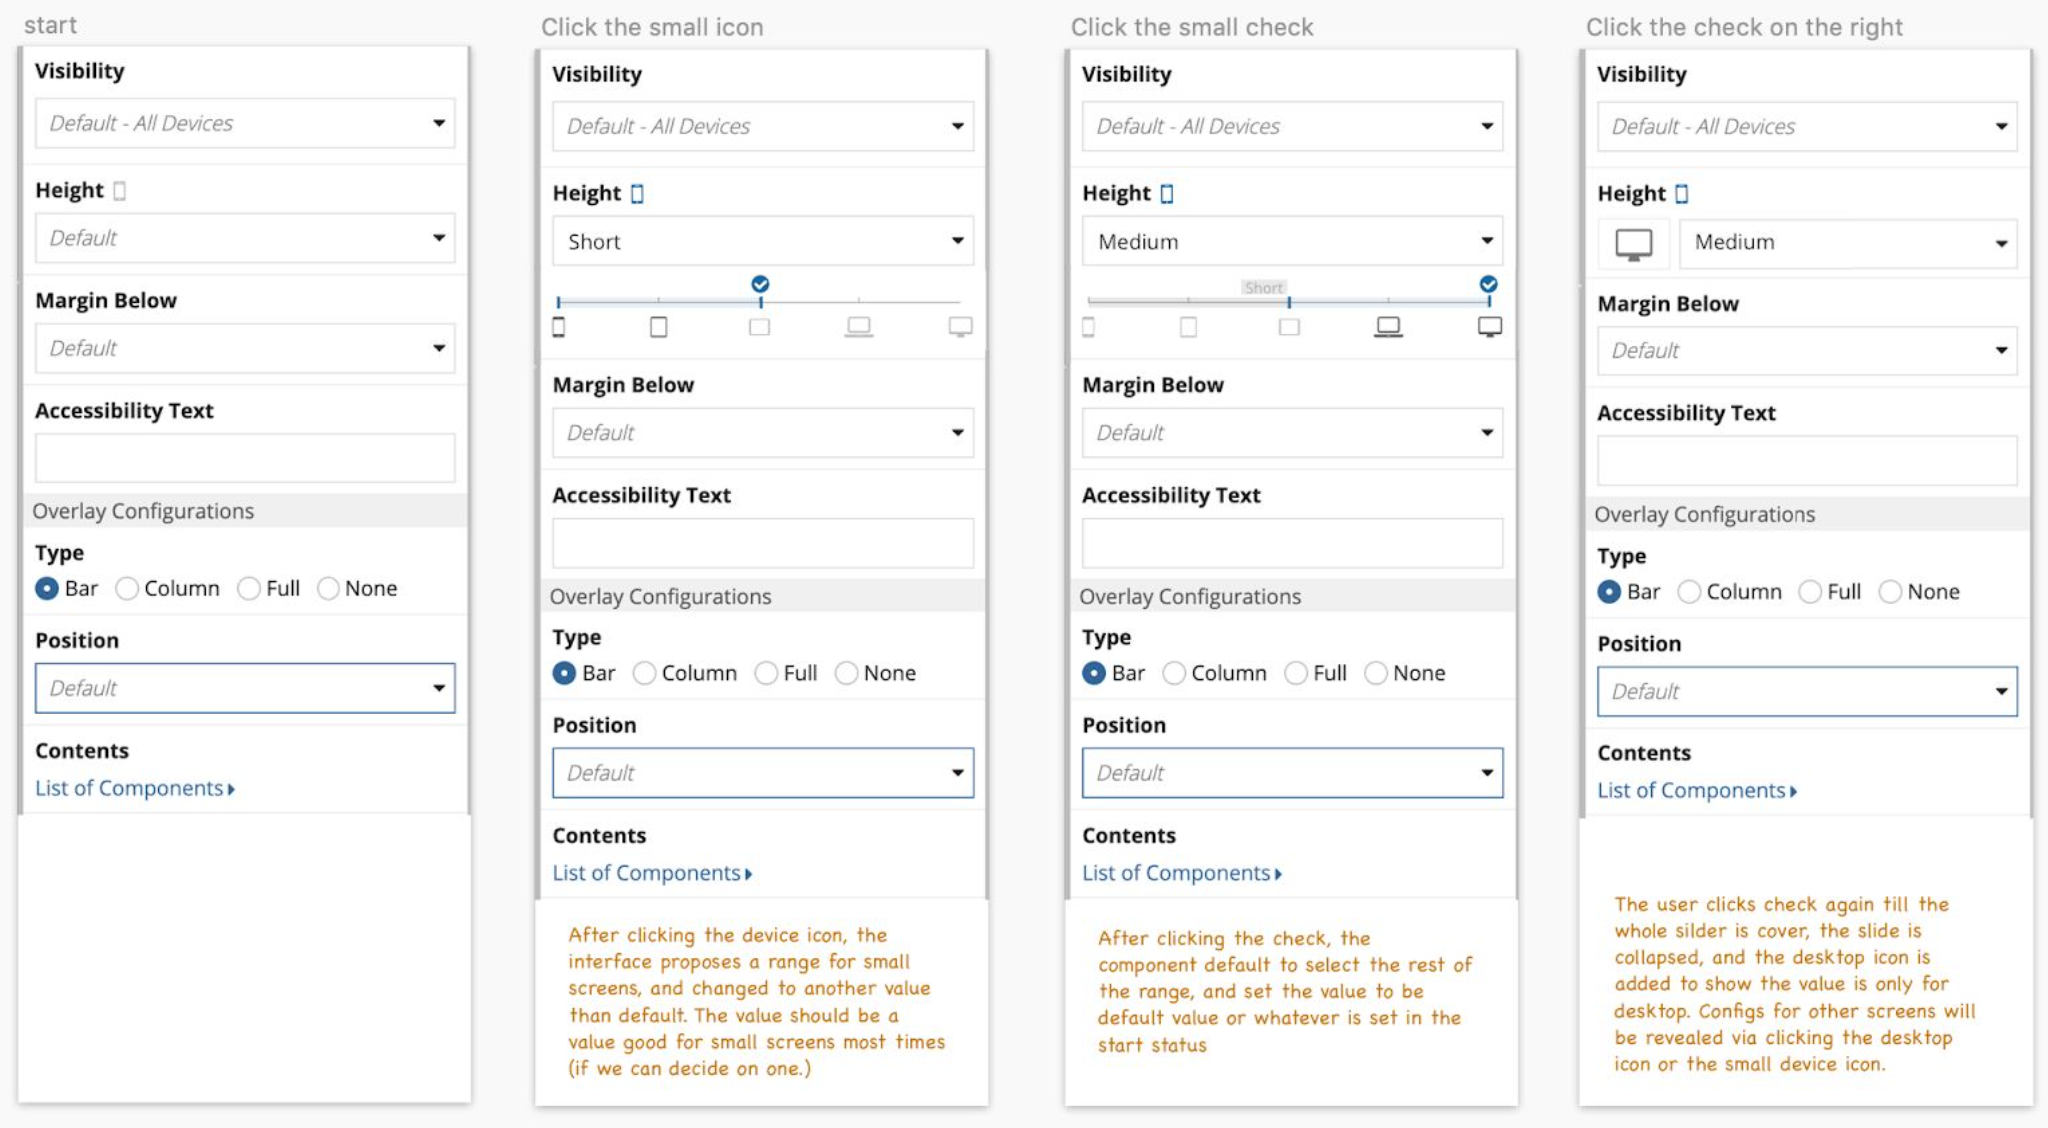 start
Visibility
Default - All Devices
Height
Default
Margin Below
Default
Accessibility Text
Overlay Configurations
Type
Bar Column Full None
Position
Default
Contents
List of Components
Click the small icon
Visibility
Default - All Devices
Height
Short
Margin Below
Default
Accessibility Text
Overlay Configurations
Type
Bar Column Full None
Position
Default
Contents
List of Components
After clicking the device icon, the
interface proposes a range for small
screens, and changed to another value
than default. The value should be a
value good for small screens most times
(if we can decide on one.)
Click the small check
Visibility
Default - All Devices
Height
Medium
Short
Margin Below
Default
Accessibility Text
Overlay Configurations
Type
Bar Column Full None
Position
Default
Contents
List of Components
After clicking the check, the
component default to select the rest of
the range, and set the value to be
default value or whatever is set in the
start status
Click the check on the right
Visibility
Default - All Devices
Height
Medium
Margin Below
Default
Accessibility Text
Overlay Configurations
Type
Bar Column Full None
Position
Default
Contents
List of Components
The user clicks check again till the
whole silder is cover, the slide is
collapsed, and the desktop icon is
added to show the value is only for
desktop. Configs for other screens will
be revealed via clicking the desktop
icon or the small device icon.